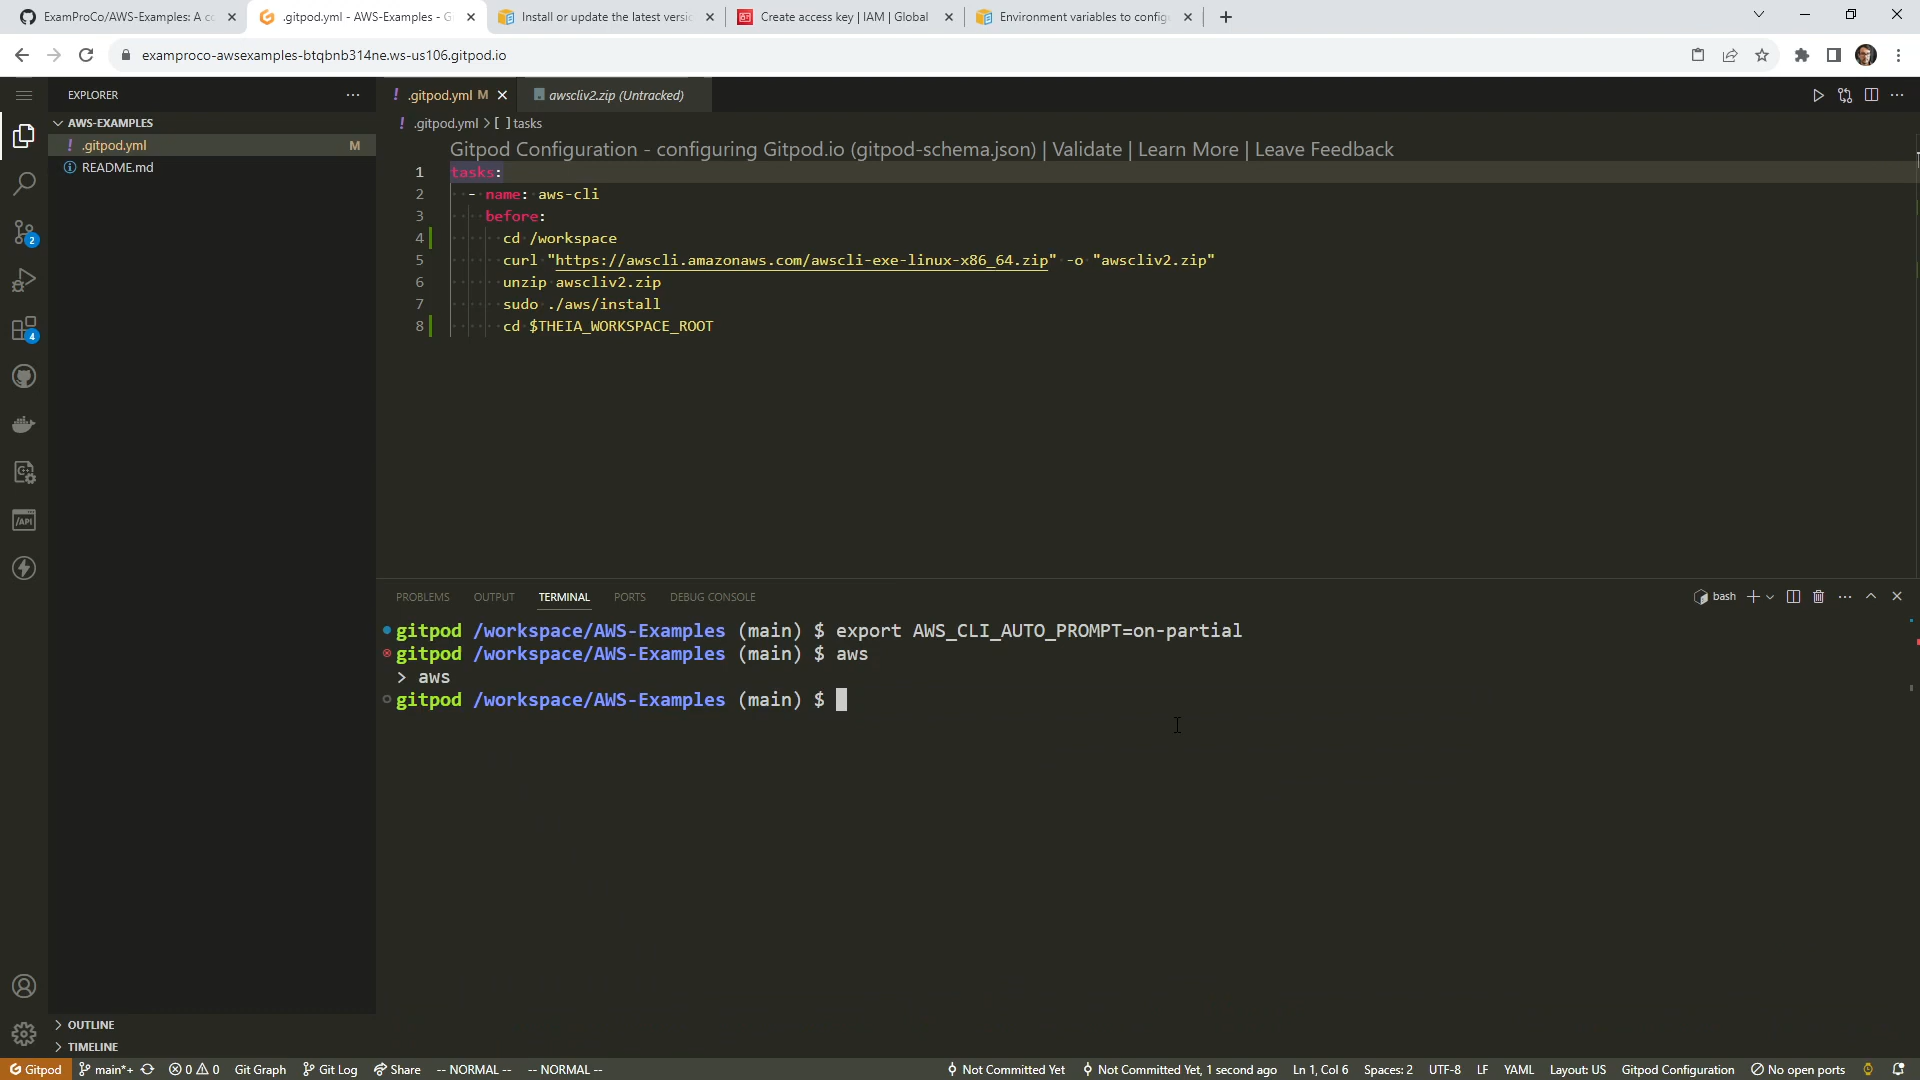 ExamProCo/AWS-Examples: A co
.gitpod.yml - AWS-Examples - G
Install or update the latest versio
Create access key | IAM | Global
Environment variables to config
examproco-awsexamples-btqbnb314ne.ws-us106.gitpod.io
EXPLORER
AWS-EXAMPLES
! .gitpod.yml M
README.md
2
4
/API
OUTLINE
TIMELINE
! .gitpod.yml M
awscliv2.zip (Untracked)
! .gitpod.yml > [ ] tasks
Gitpod Configuration - configuring Gitpod.io (gitpod-schema.json) | Validate | Learn More | Leave Feedback
1 tasks:
2 - name: aws-cli
3 before:
4 cd /workspace
5 curl "https://awscli.amazonaws.com/awscli-exe-linux-x86_64.zip" -o "awscliv2.zip"
6 unzip awscliv2.zip
7 sudo ./aws/install
8 cd $THEIA_WORKSPACE_ROOT
PROBLEMS OUTPUT TERMINAL PORTS DEBUG CONSOLE
bash
gitpod /workspace/AWS-Examples (main) $ export AWS_CLI_AUTO_PROMPT=on-partial
gitpod /workspace/AWS-Examples (main) $ aws
> aws
gitpod /workspace/AWS-Examples (main) $
Gitpod main*+ 0 0 Git Graph Git Log Share -- NORMAL -- -- NORMAL -- Not Committed Yet Not Committed Yet, 1 second ago Ln 1, Col 6 Spaces: 2 UTF-8 LF YAML Layout: US Gitpod Configuration No open ports